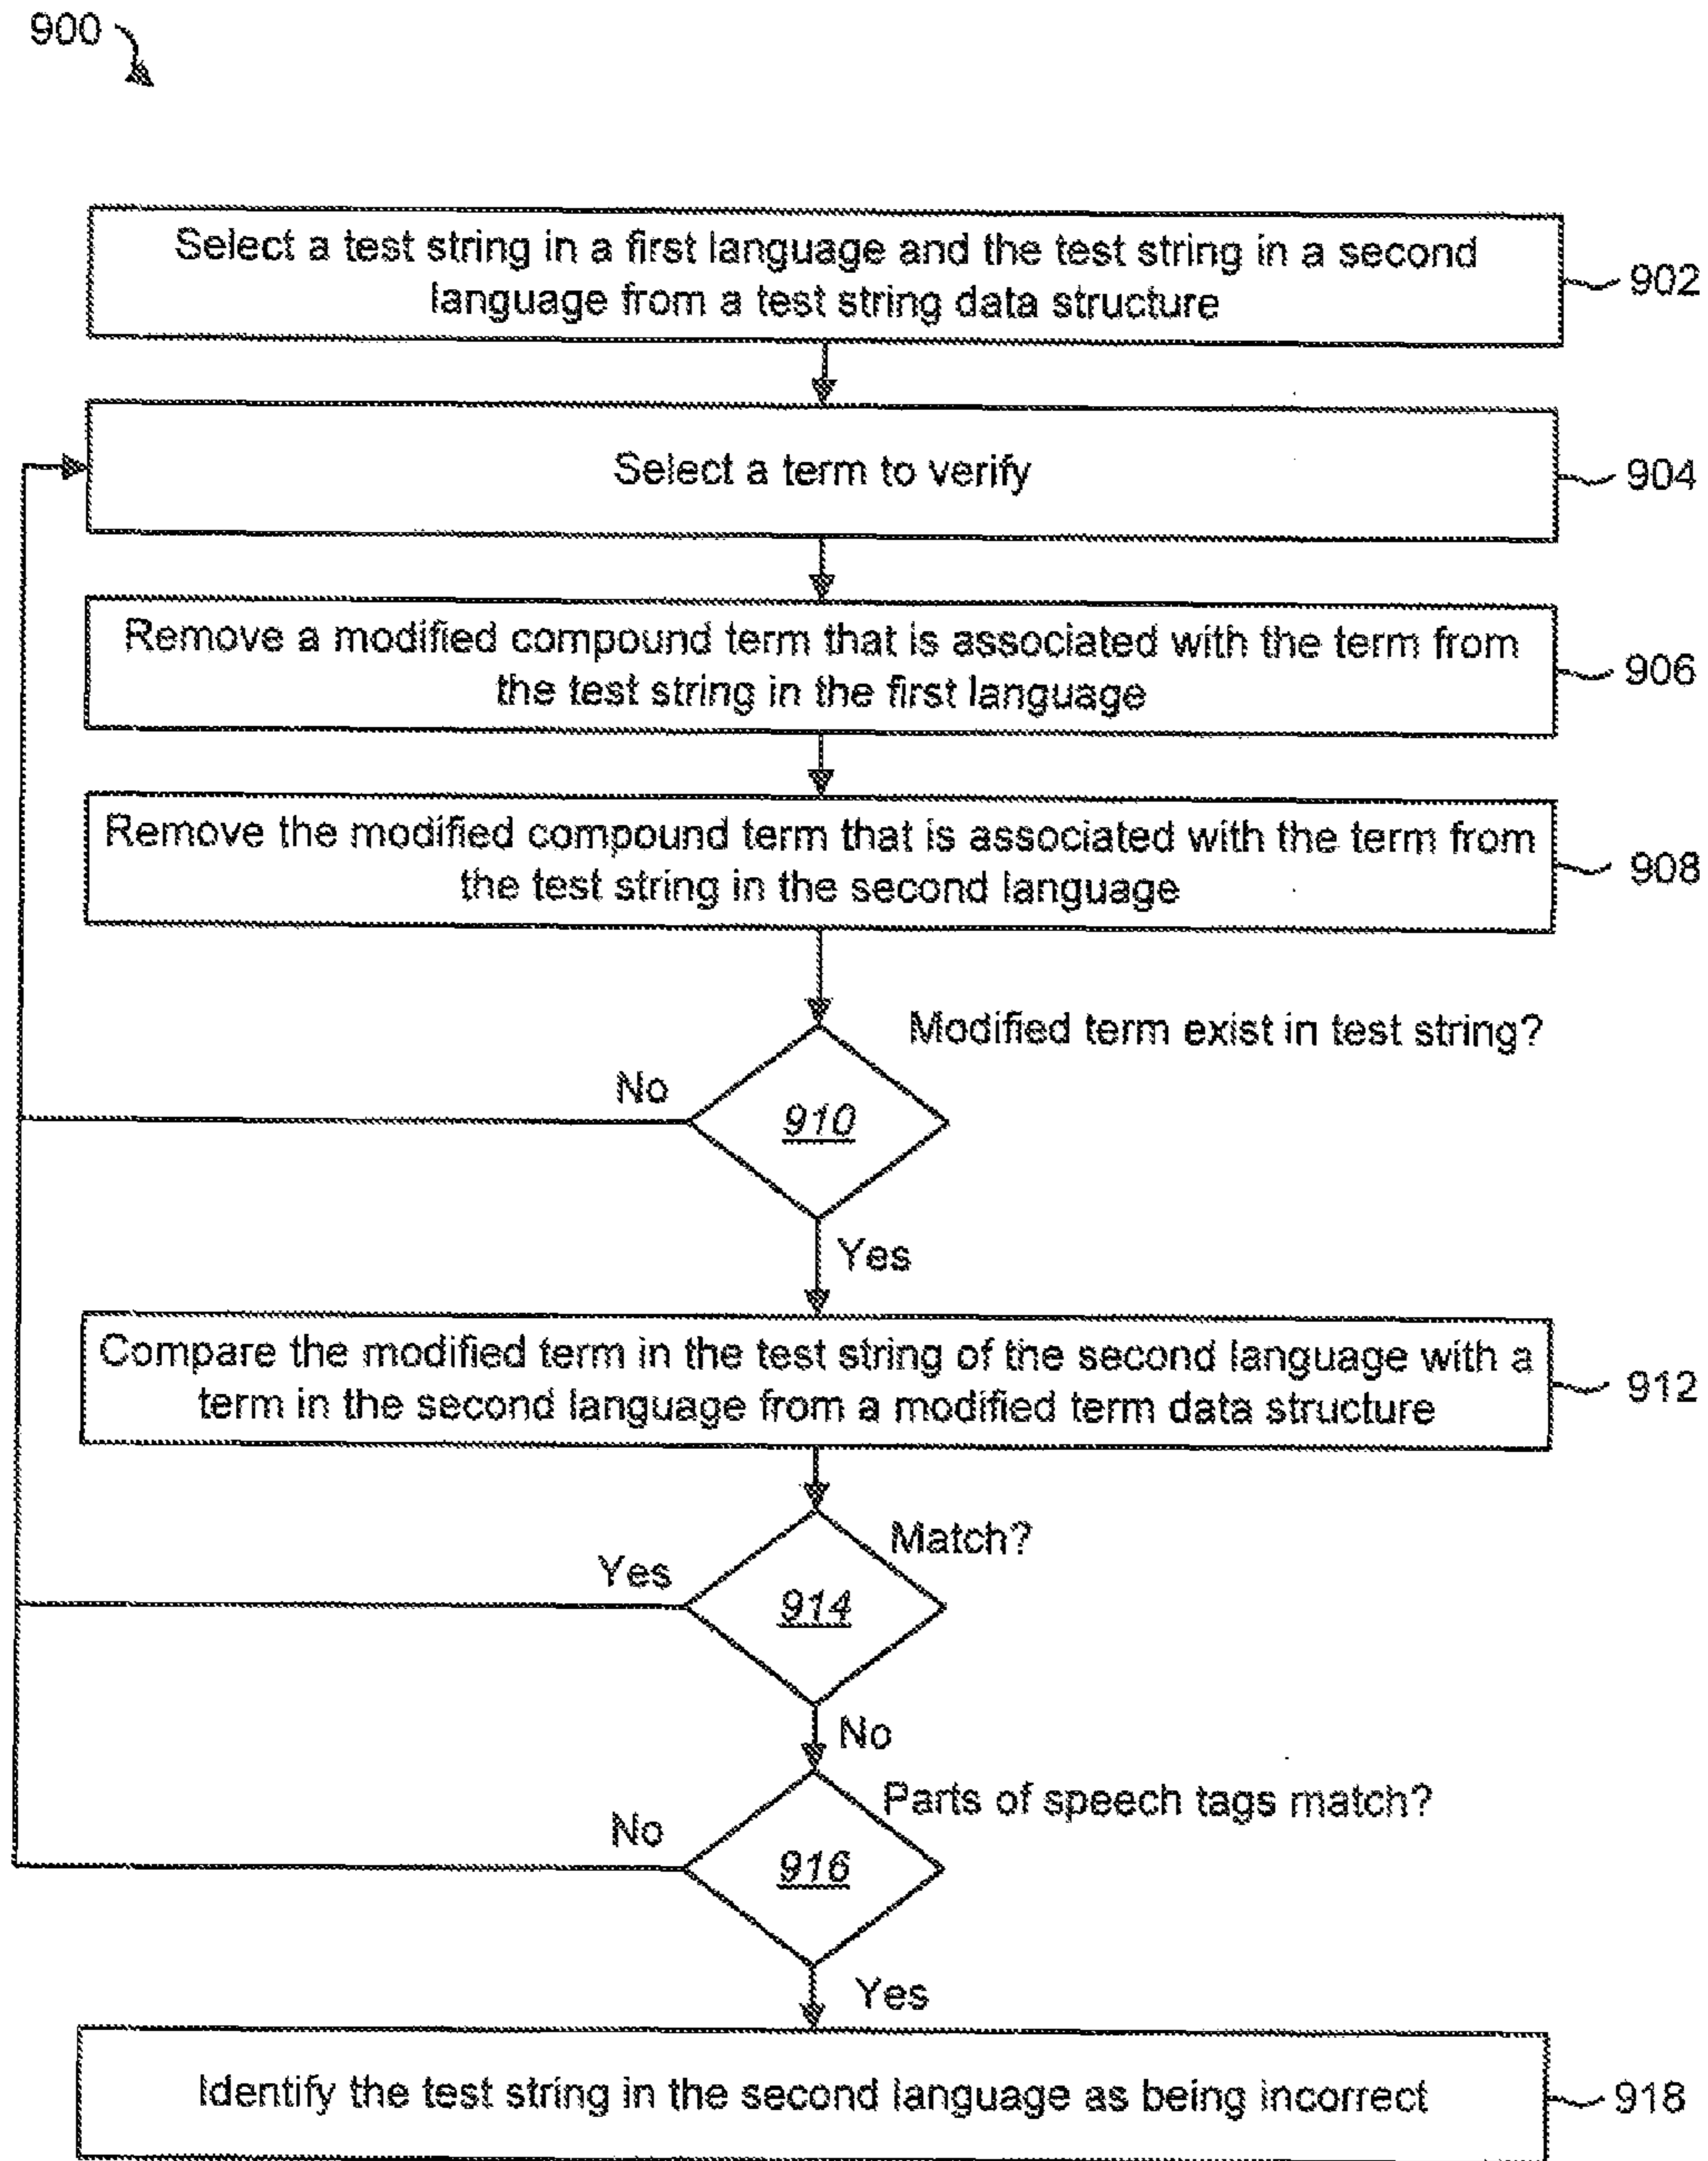 900
Select a test string in a first language and the test string in a second
language from a test string data structure
902
Select a term to verify
904
Remove a modified compound term that is associated with the term from
the test string in the first language
906
Remove the modified compound term that is associated with the term from
the test string in the second language
908
Modified term exist in test string?
No
910
Yes
Compare the modified term in the test string of the second language with a
term in the second language from a modified term data structure
912
Match?
Yes
914
No
Parts of speech tags match?
No
916
Yes
Identify the test string in the second language as being incorrect
918